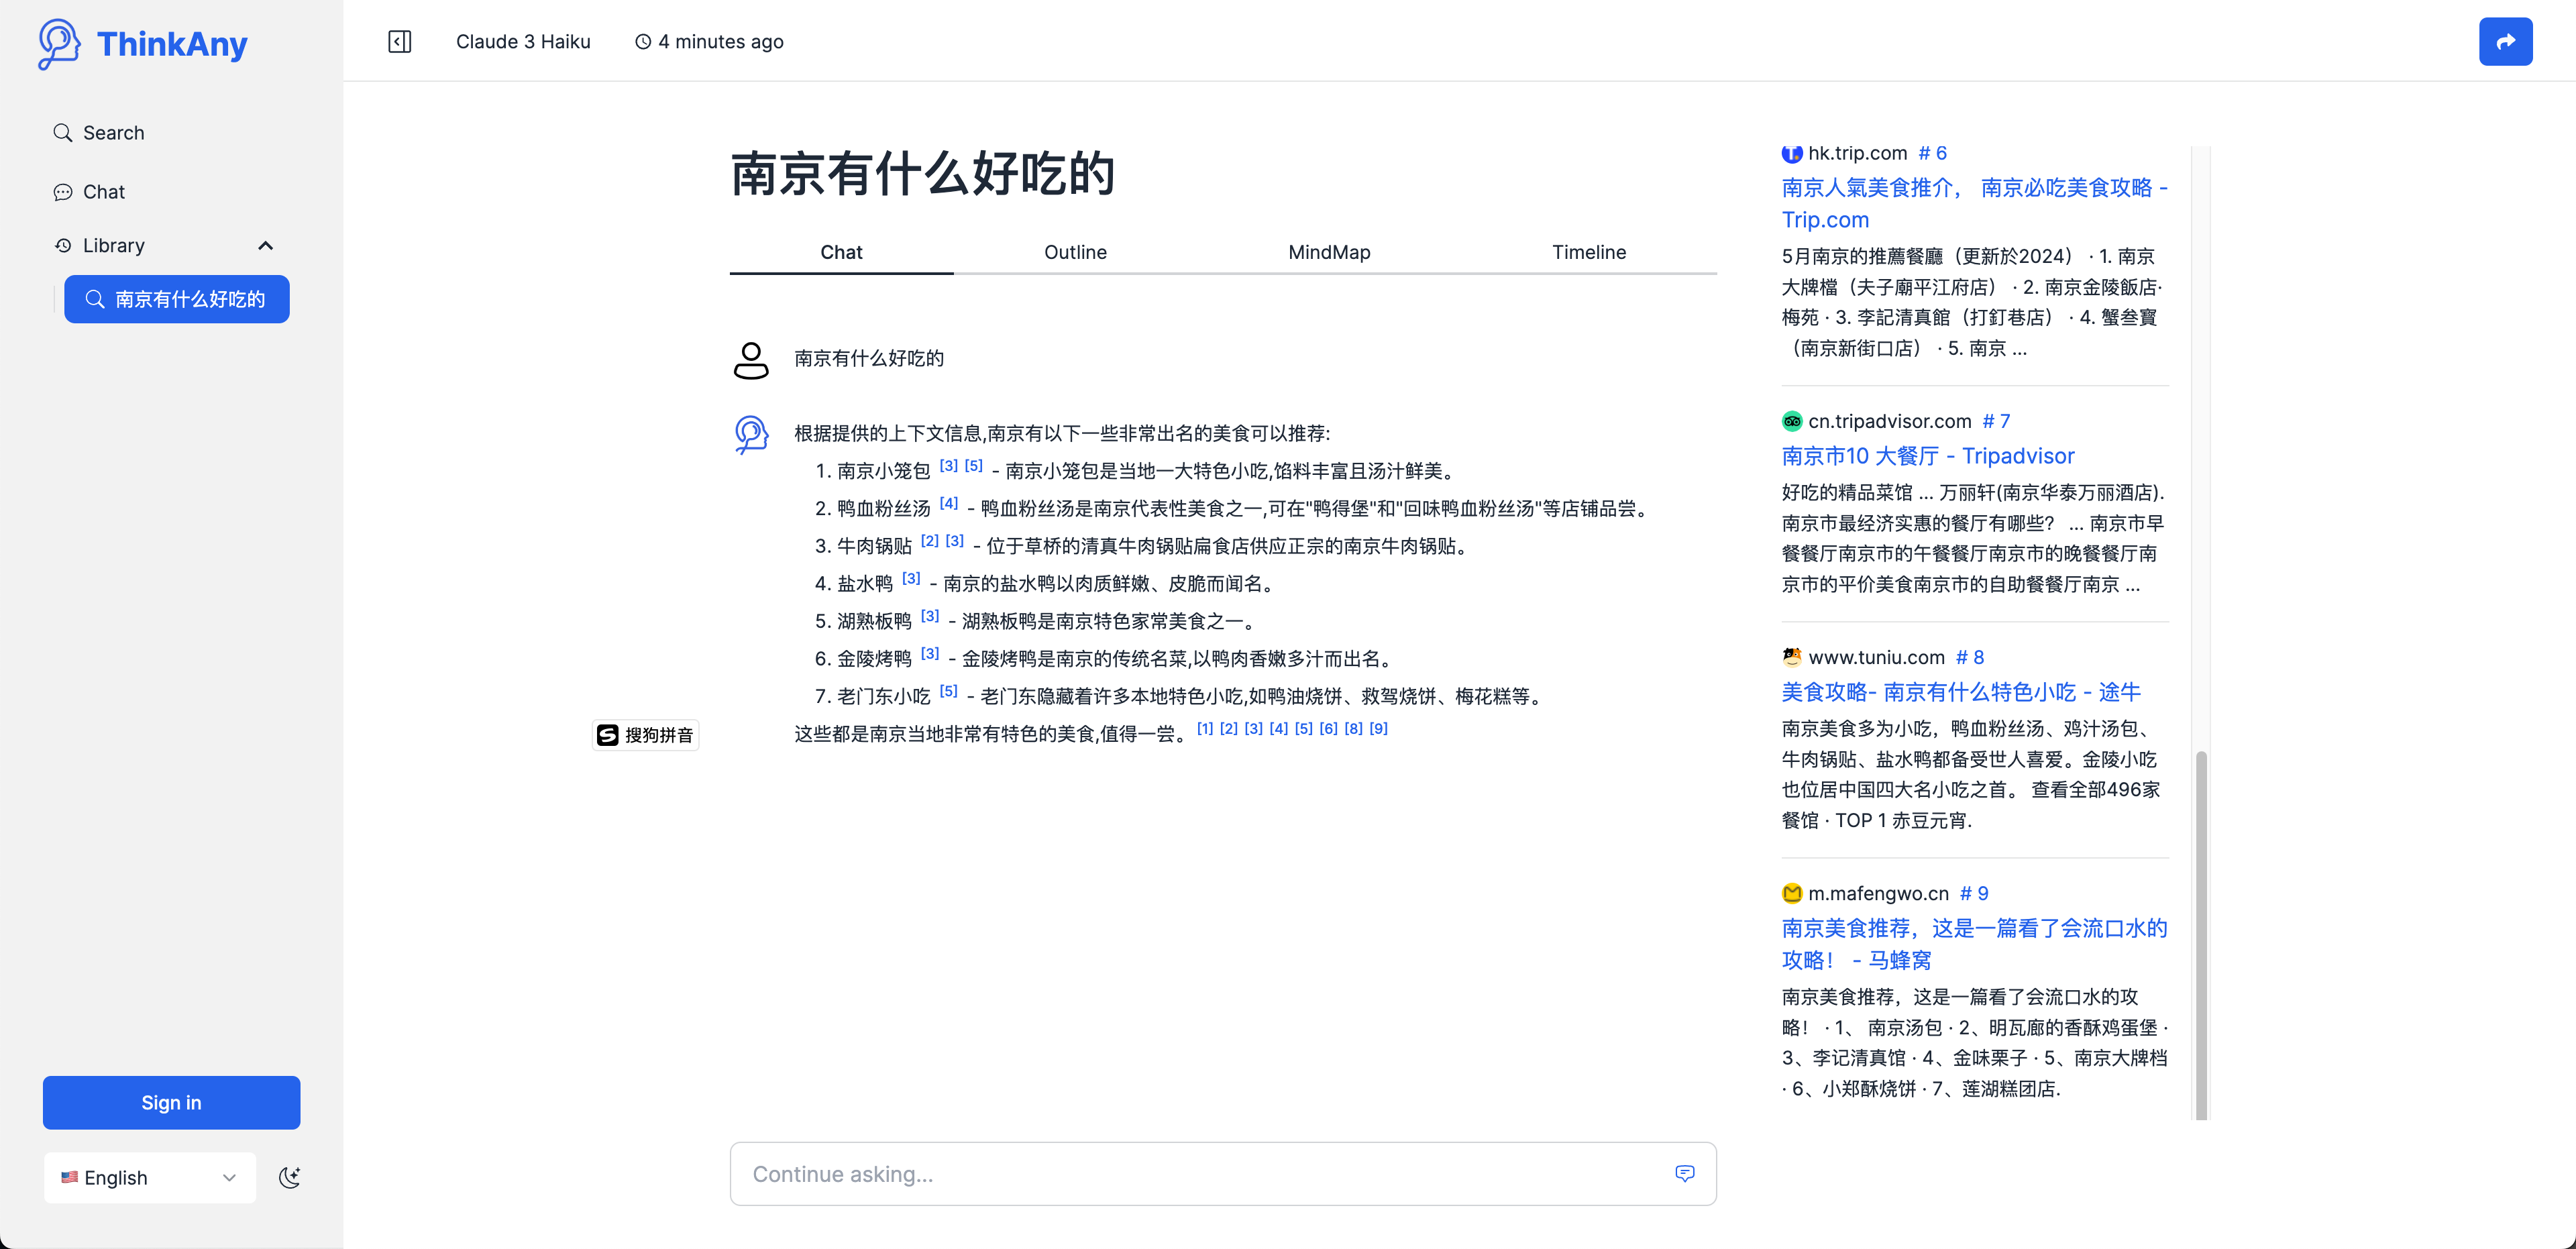 ThinkAny
Search
Chat
Library
南京有什么好吃的
Sign in
English
Claude 3 Haiku
4 minutes ago
南京有什么好吃的
Chat
Outline
MindMap
Timeline
南京有什么好吃的
根据提供的上下文信息,南京有以下一些非常出名的美食可以推荐:
1. 南京小笼包 [3] [5] - 南京小笼包是当地一大特色小吃,馅料丰富且汤汁鲜美。
2. 鸭血粉丝汤 [4] - 鸭血粉丝汤是南京代表性美食之一,可在"鸭得堡"和"回味鸭血粉丝汤"等店铺品尝。
3. 牛肉锅贴 [2] [3] - 位于草桥的清真牛肉锅贴扁食店供应正宗的南京牛肉锅贴。
4. 盐水鸭 [3] - 南京的盐水鸭以肉质鲜嫩、皮脆而闻名。
5. 湖熟板鸭 [3] - 湖熟板鸭是南京特色家常美食之一。
6. 金陵烤鸭 [3] - 金陵烤鸭是南京的传统名菜,以鸭肉香嫩多汁而出名。
7. 老门东小吃 [5] - 老门东隐藏着许多本地特色小吃,如鸭油烧饼、救驾烧饼、梅花糕等。
这些都是南京当地非常有特色的美食,值得一尝。 [1] [2] [3] [4] [5] [6] [8] [9]
搜狗拼音
Continue asking...
hk.trip.com # 6
南京人氣美食推介， 南京必吃美食攻略 -
Trip.com
5月南京的推薦餐廳（更新於2024） · 1. 南京
大牌檔（夫子廟平江府店） · 2. 南京金陵飯店·
梅苑 · 3. 李記清真館（打釘巷店） · 4. 蟹叁寳
（南京新街口店） · 5. 南京 ...
cn.tripadvisor.com # 7
南京市10 大餐厅 - Tripadvisor
好吃的精品菜馆 ... 万丽轩(南京华泰万丽酒店).
南京市最经济实惠的餐厅有哪些？ ... 南京市早
餐餐厅南京市的午餐餐厅南京市的晚餐餐厅南
京市的平价美食南京市的自助餐餐厅南京 ...
www.tuniu.com # 8
美食攻略- 南京有什么特色小吃 - 途牛
南京美食多为小吃，鸭血粉丝汤、鸡汁汤包、
牛肉锅贴、盐水鸭都备受世人喜爱。金陵小吃
也位居中国四大名小吃之首。 查看全部496家
餐馆 · TOP 1 赤豆元宵.
m.mafengwo.cn # 9
南京美食推荐，这是一篇看了会流口水的
攻略！ - 马蜂窝
南京美食推荐，这是一篇看了会流口水的攻
略！ · 1、 南京汤包 · 2、明瓦廊的香酥鸡蛋堡 ·
3、李记清真馆 · 4、金味栗子 · 5、南京大牌档
· 6、小郑酥烧饼 · 7、莲湖糕团店.